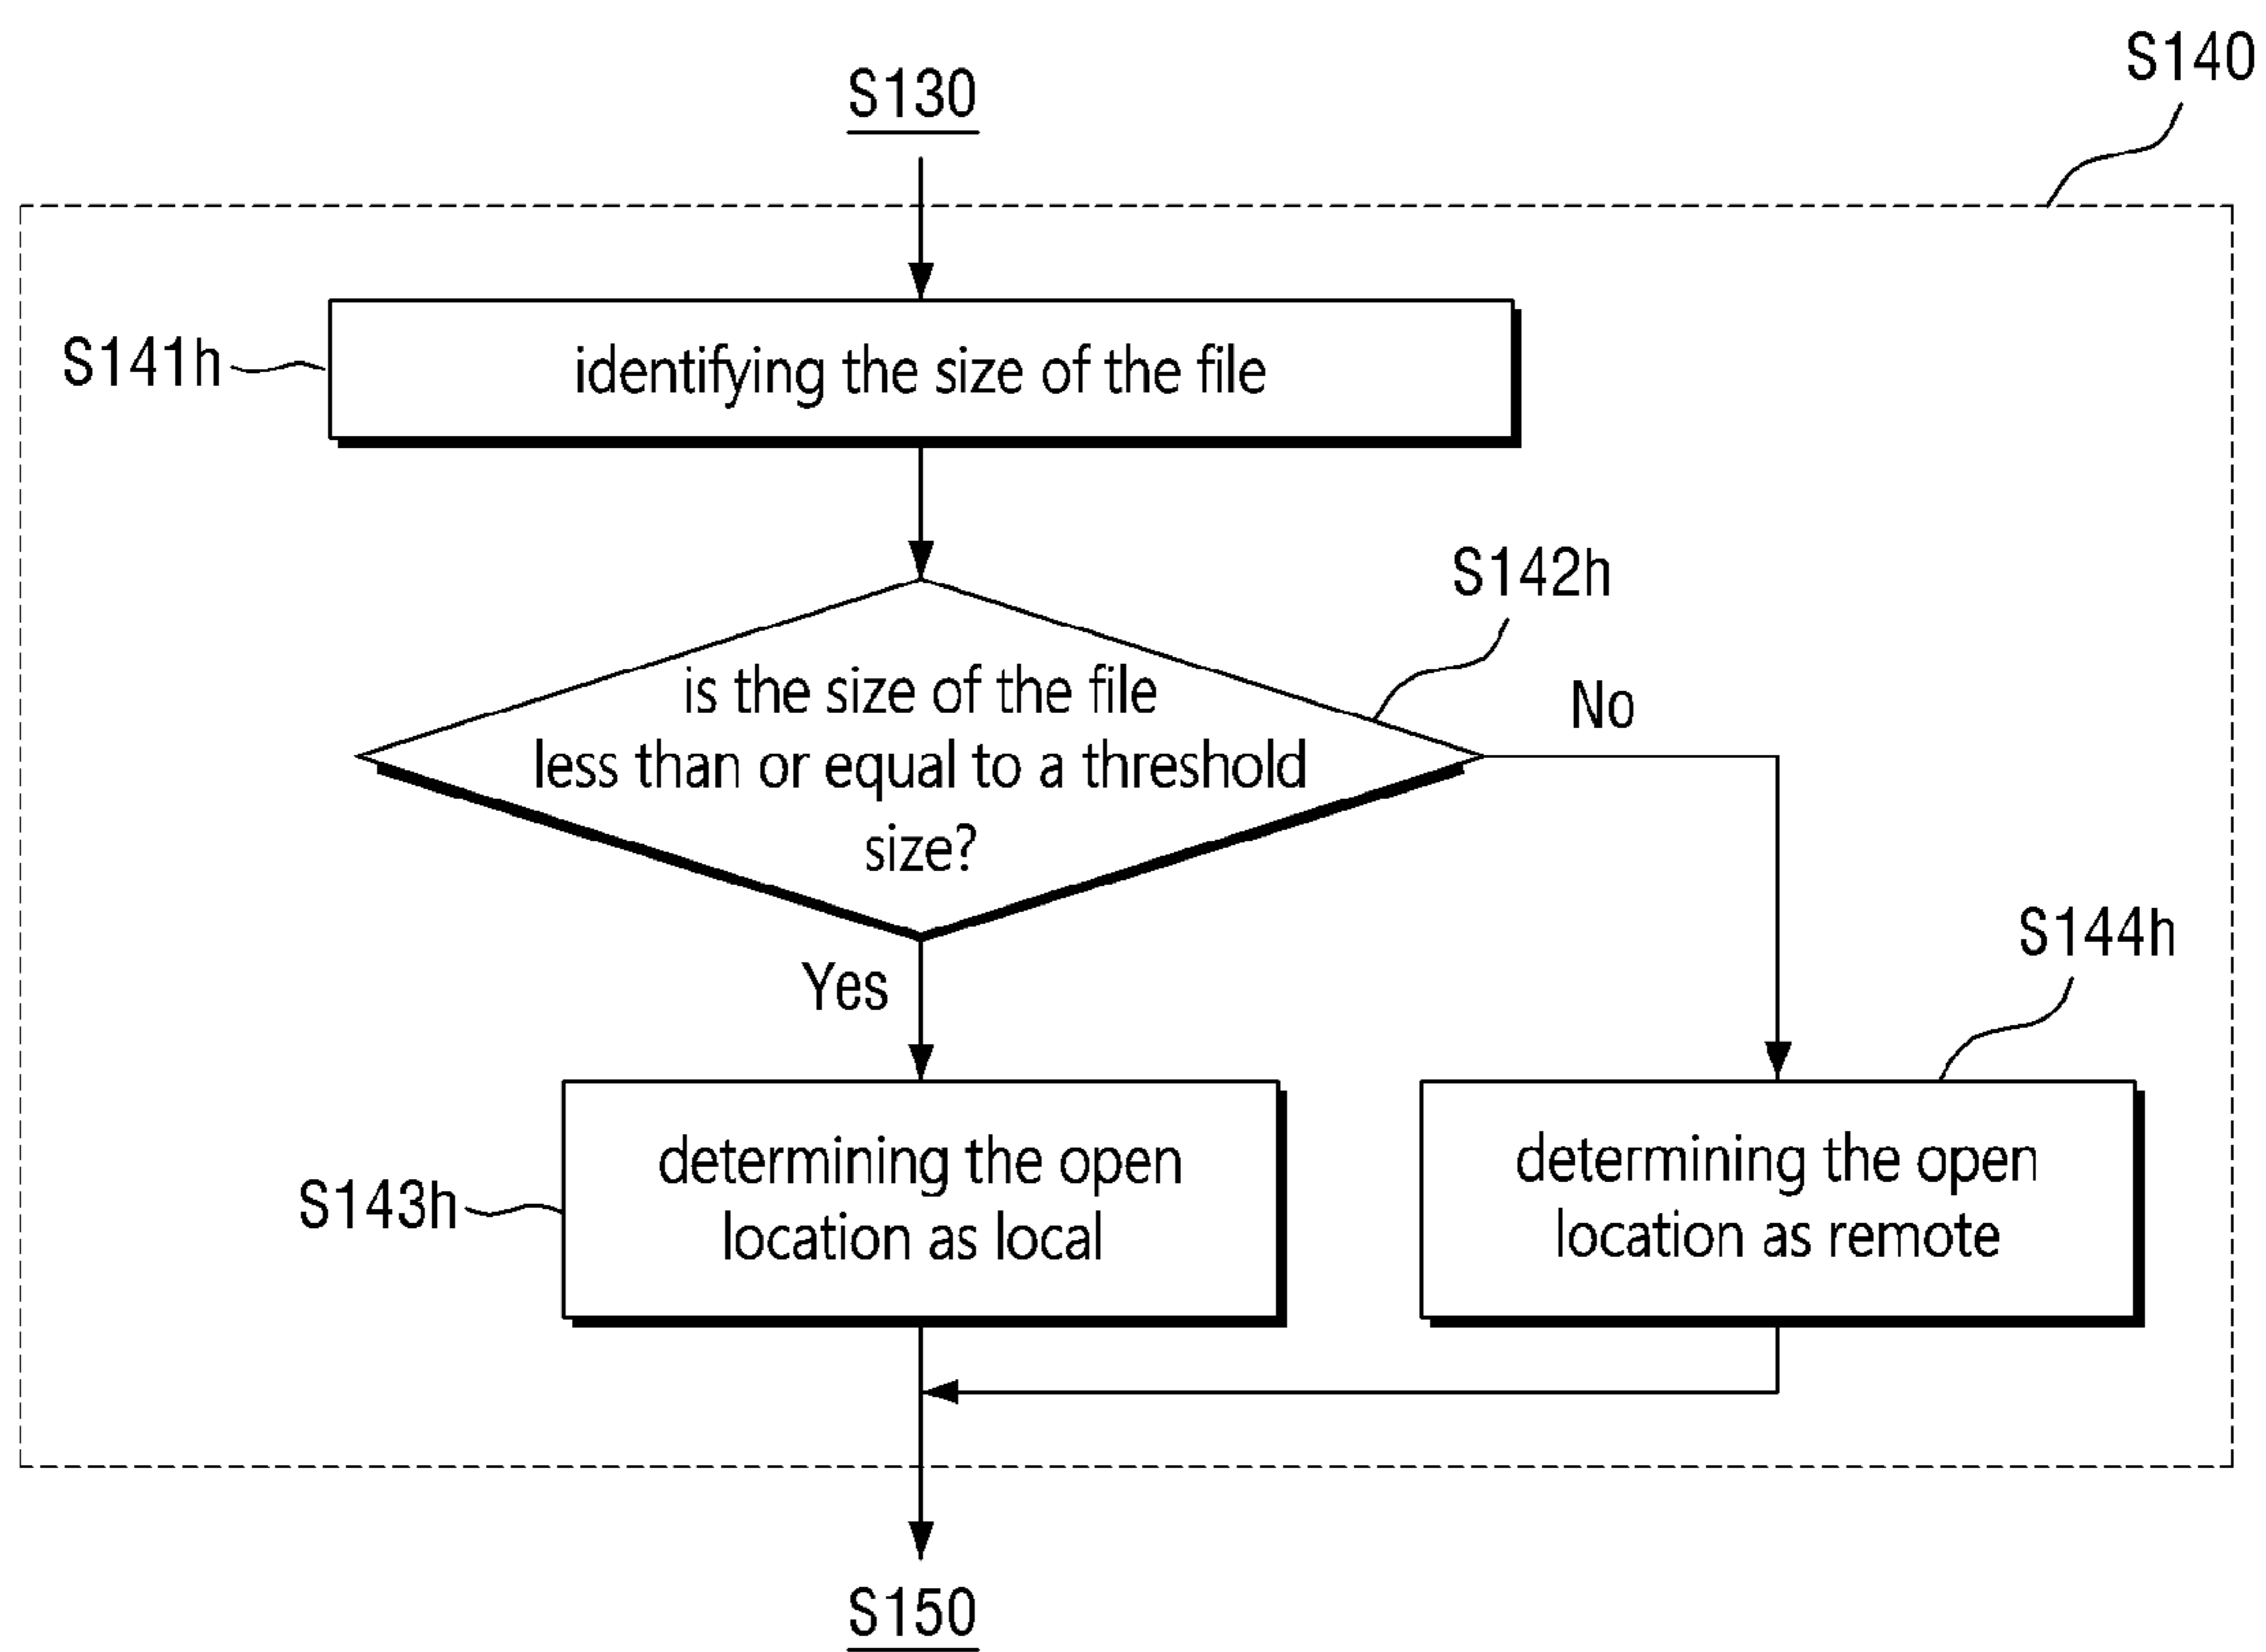 S140
S130
S141h
identifying the size of the file
S142h
is the size of the file
less than or equal to a threshold
size?
No
Yes
S144h
S143h
determining the open
location as local
determining the open
location as remote
S150